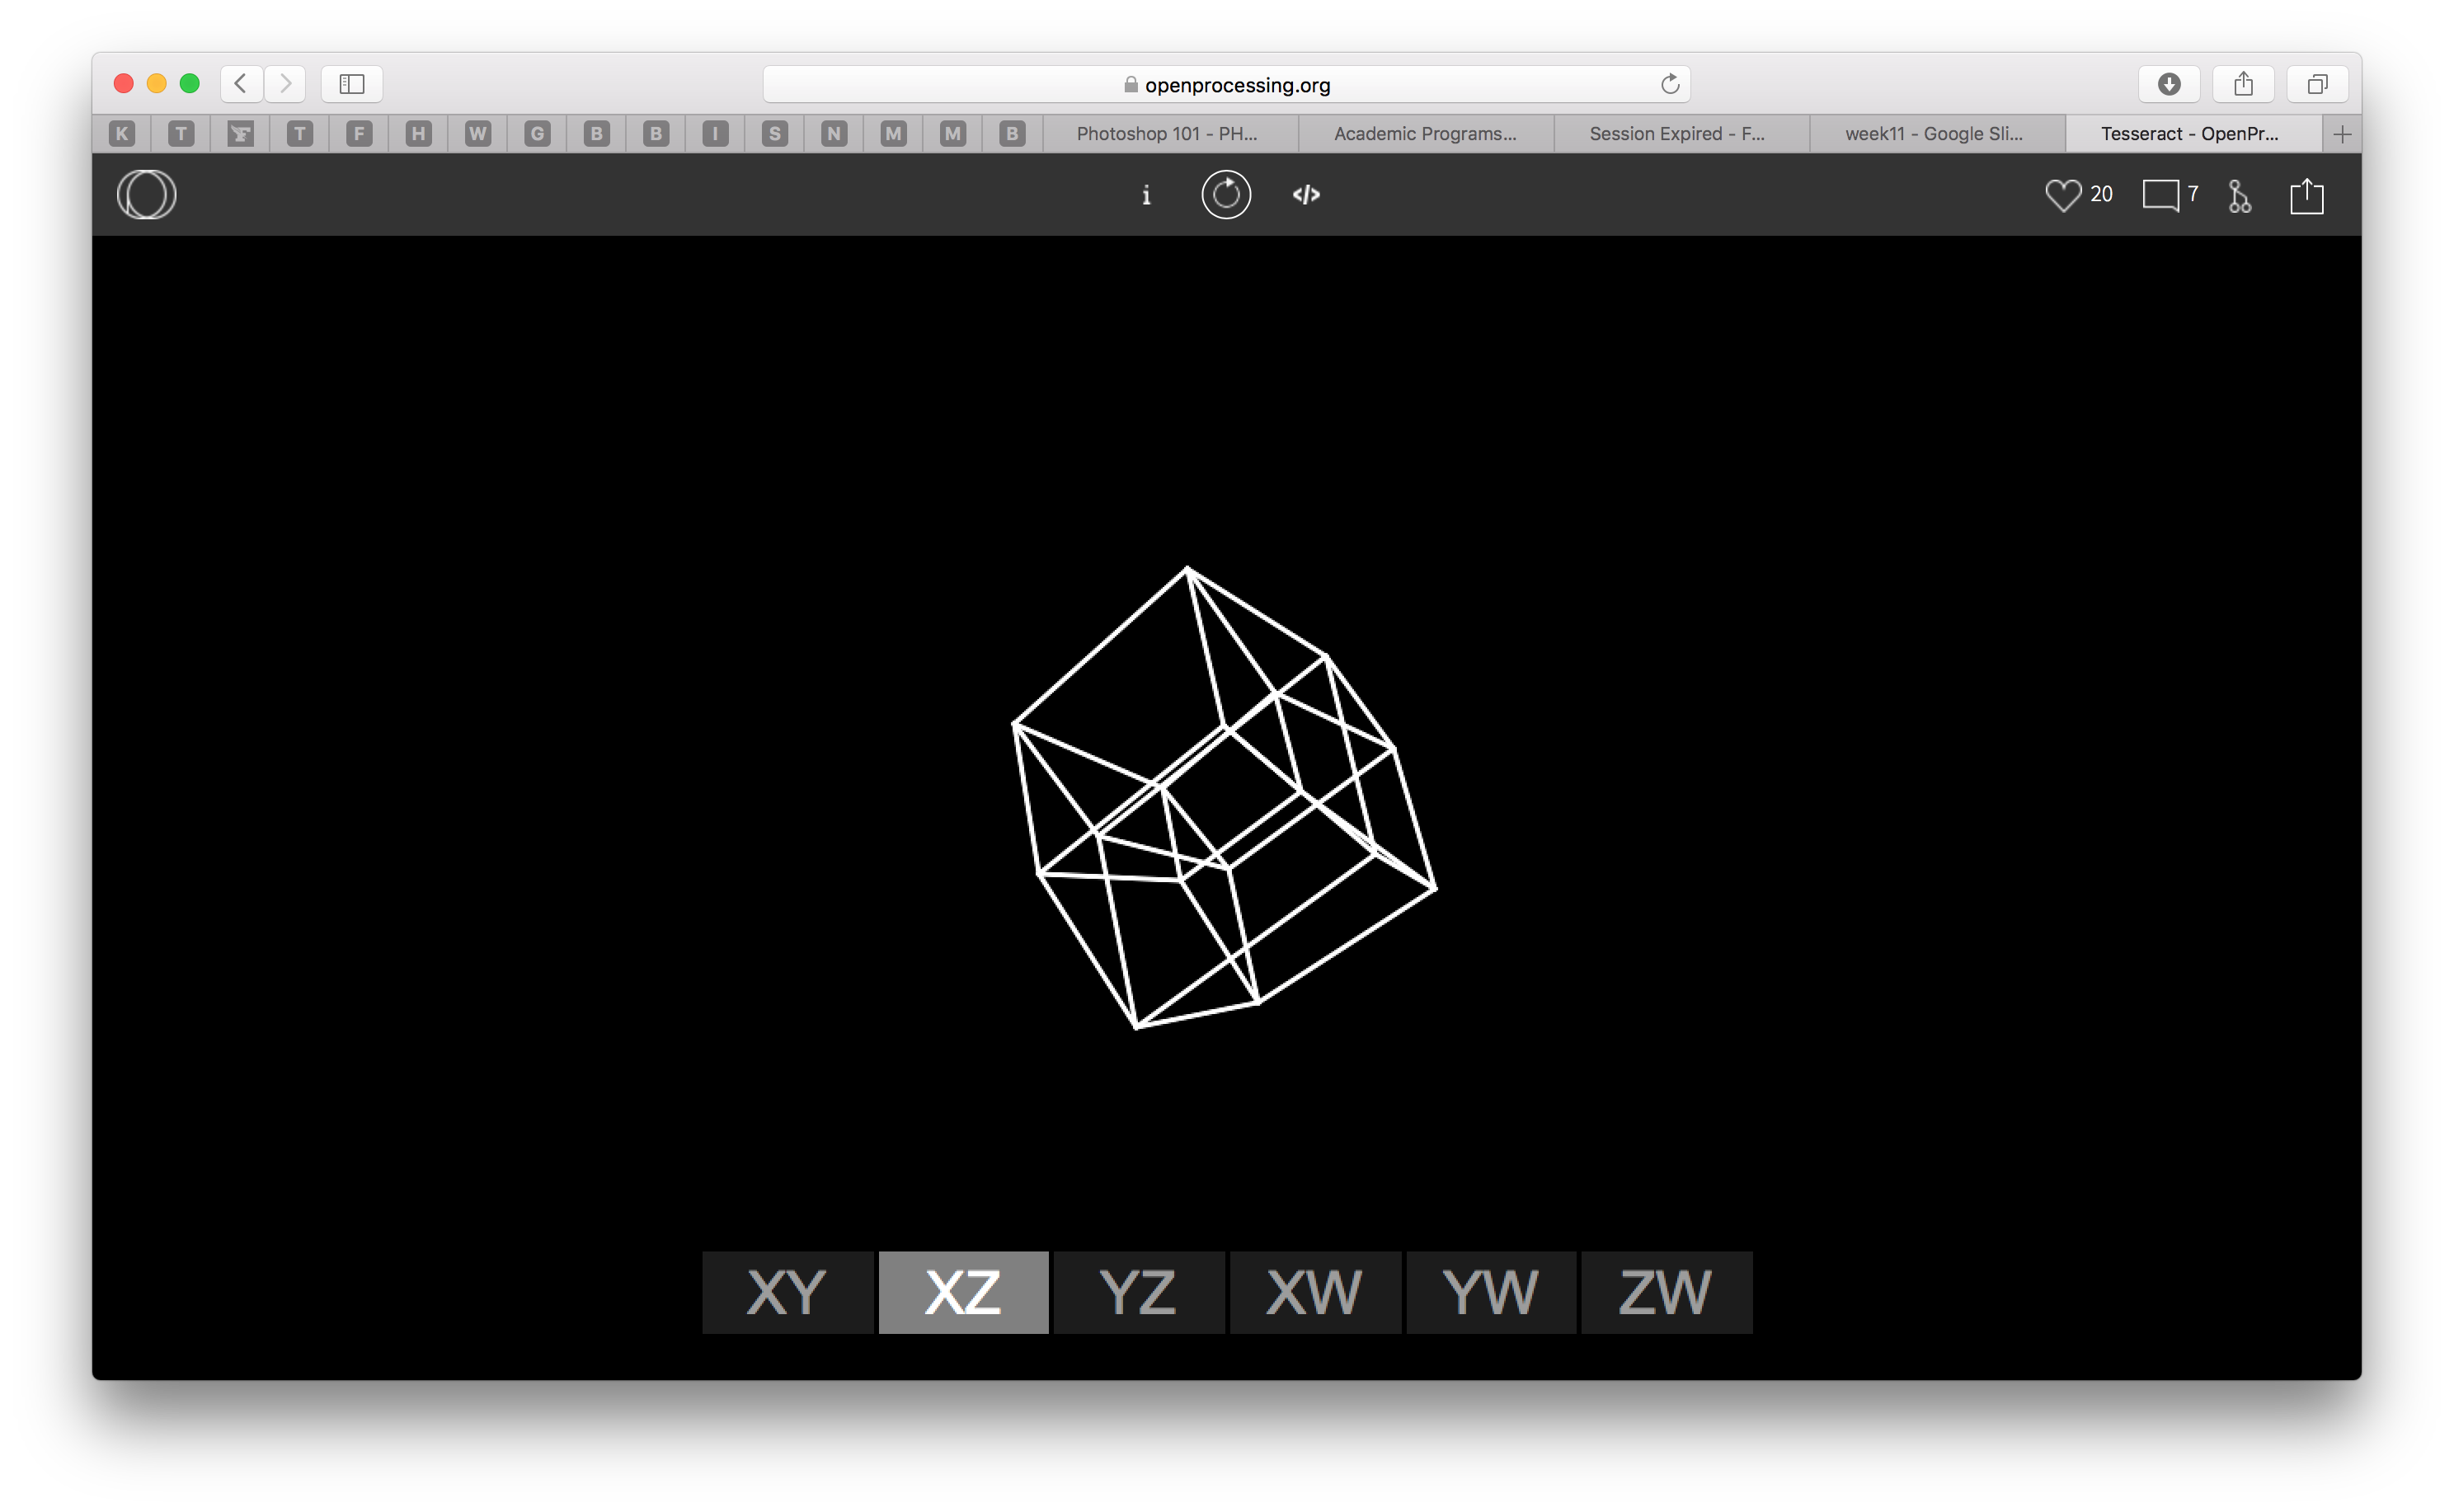 openprocessing.org
K T T F H W G B B I S N M M B Photoshop 101 - PH... Academic Programs... Session Expired - F... week11 - Google Sli... Tesseract - OpenPr...
i </> 20 7
XY XZ YZ XW YW ZW